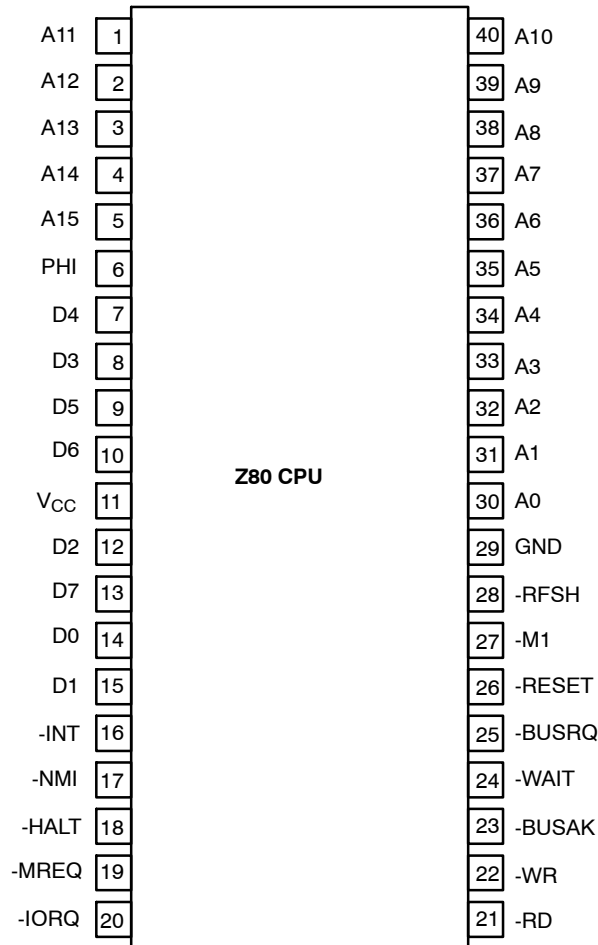 A11 1 40 A10
A12 2 39 A9
A13 3 38 A8
A14 4 37 A7
A15 5 36 A6
PHI 6 35 A5
D4 7 34 A4
D3 8 33 A3
D5 9 32 A2
D6 10 31 A1
Z80 CPU
VCC 11 30 A0
D2 12 29 GND
D7 13 28 -RFSH
D0 14 27 -M1
D1 15 26 -RESET
-INT 16 25 -BUSRQ
-NMI 17 24 -WAIT
-HALT 18 23 -BUSAK
-MREQ 19 22 -WR
-IORQ 20 21 -RD